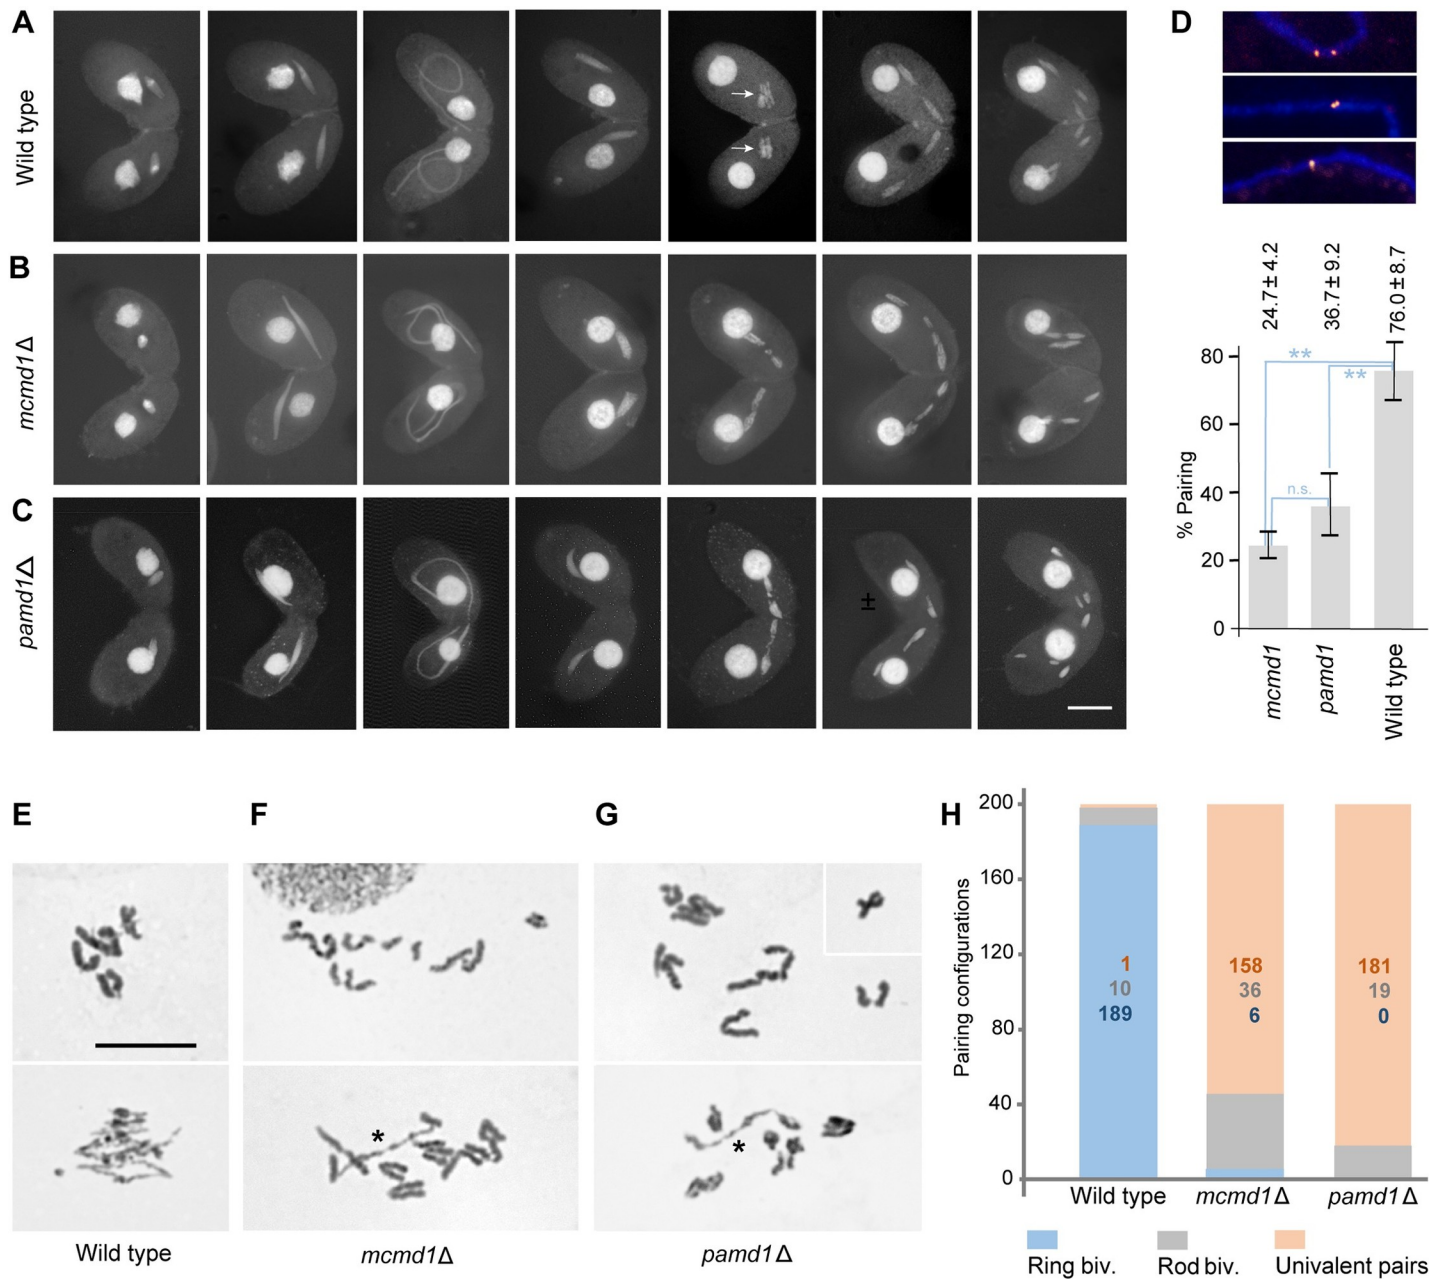 A
Wild type
B
mcmd1Δ
C
pamd1Δ
±
D
24.7± 4.2
36.7± 9.2
76.0±8.7
% Pairing
80
60
40
20
0
**
**
n.s.
mcmd1
pamd1
Wild type
E
Wild type
F
*
mcmd1Δ
G
*
pamd1Δ
H
Pairing configurations
200
160
120
80
40
0
1
10
189
158
36
6
181
19
0
Wild type
mcmd1Δ
pamd1Δ
Ring biv.
Rod biv.
Univalent pairs